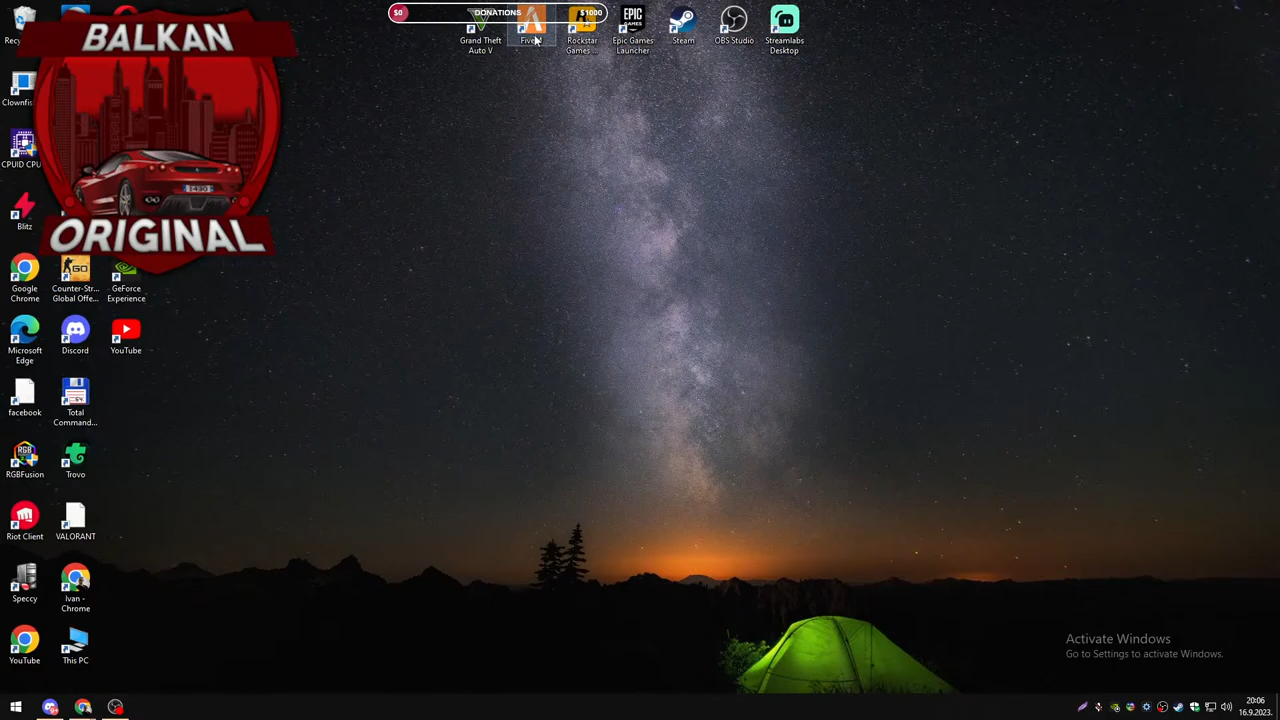 BALKAN
ORIGINAL
T490
$0
DONATIONS
$1000
Grand Theft
Auto V
Rockstar
Games ...
Epic Games
Launcher
EPIC
GAMES
Steam
OBS Studio
Streamlabs
Desktop
Clownfis
CPUID CPU
Blitz
Google
Chrome
GO
Counter-Str...
Global Offe...
GeForce
Experience
Microsoft
Edge
Discord
YouTube
facebook
Total
Command...
RGB
RGBFusion
Trovo
Riot Client
VALORANT
Speccy
Ivan -
Chrome
YouTube
This PC
Activate Windows
Go to Settings to activate Windows.
20:06
16.9.2023.